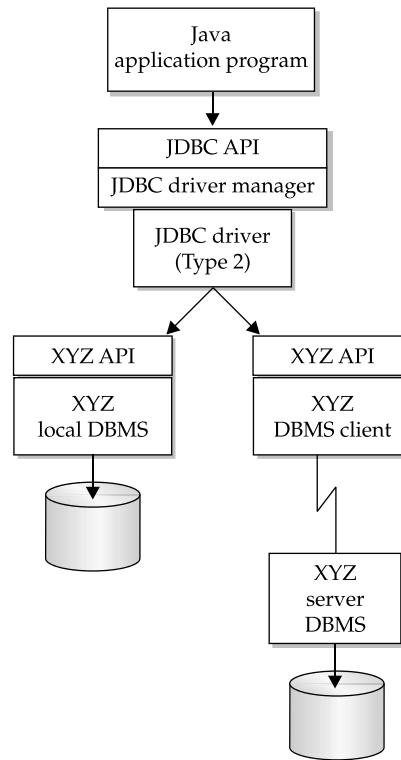 Java
application program
JDBC API
JDBC driver manager
JDBC driver
(Type 2)
XYZ API
XYZ
local DBMS
XYZ API
XYZ
DBMS client
XYZ
server
DBMS